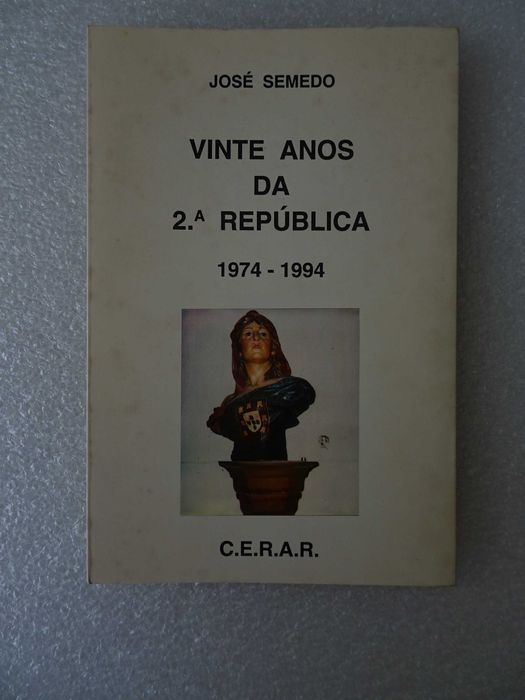 JOSÉ SEMEDO
VINTE ANOS
DA
2.ª REPÚBLICA
1974 - 1994
C.E.R.A.R.